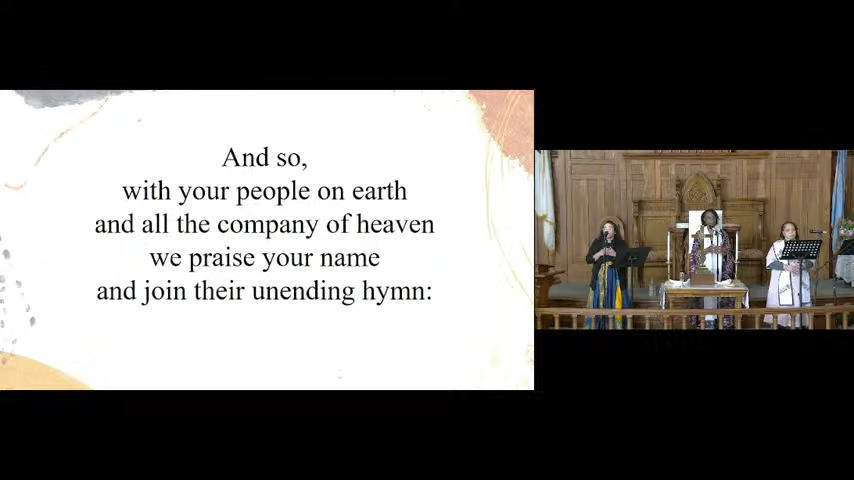 And so,
with your people on earth
and all the company of heaven
we praise your name
and join their unending hymn: